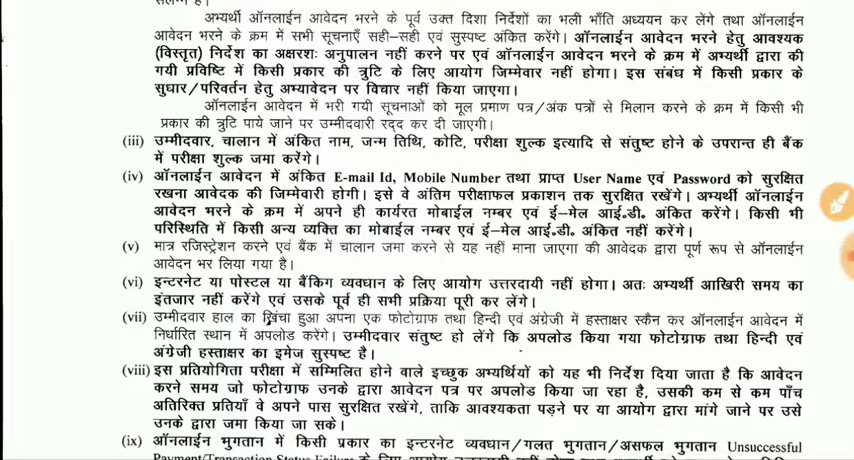 संलग्न है।
अभ्यर्थी ऑनलाईन आवेदन भरने के पूर्व उक्त दिशा निर्देशों का भली भाँति अध्ययन कर लेंगे तथा ऑनलाईन
आवेदन भरने के क्रम में सभी सूचनाएँ सही–सही एवं सुस्पष्ट अंकित करेंगे। ऑनलाईन आवेदन भरने हेतु आवश्यक
(विस्तृत) निर्देश का अक्षरशः अनुपालन नहीं करने पर एवं ऑनलाईन आवेदन भरने के क्रम में अभ्यर्थी द्वारा की
गयी प्रविष्टि में किसी प्रकार की त्रुटि के लिए आयोग जिम्मेवार नहीं होगा। इस संबंध में किसी प्रकार के
सुधार/परिवर्तन हेतु अभ्यावेदन पर विचार नहीं किया जाएगा।
ऑनलाईन आवेदन में भरी गयी सूचनाओं को मूल प्रमाण पत्र/अंक पत्रों से मिलान करने के क्रम में किसी भी
प्रकार की त्रुटि पाये जाने पर उम्मीदवारी रद्द कर दी जाएगी।
(iii) उम्मीदवार, चालान में अंकित नाम, जन्म तिथि, कोटि, परीक्षा शुल्क इत्यादि से संतुष्ट होने के उपरान्त ही बैंक
में परीक्षा शुल्क जमा करेंगे।
(iv) ऑनलाईन आवेदन में अंकित E-mail Id, Mobile Number तथा प्राप्त User Name एवं Password को सुरक्षित
रखना आवेदक की जिम्मेवारी होगी। इसे वे अंतिम परीक्षाफल प्रकाशन तक सुरक्षित रखेंगे। अभ्यर्थी ऑनलाईन
आवेदन भरने के क्रम में अपने ही कार्यरत मोबाईल नम्बर एवं ई–मेल आई॰डी॰ अंकित करेंगे। किसी भी
परिस्थिति में किसी अन्य व्यक्ति का मोबाईल नम्बर एवं ई–मेल आई॰डी॰ अंकित नहीं करेंगे।
(v) मात्र रजिस्ट्रेशन करने एवं बैंक में चालान जमा करने से यह नहीं माना जाएगा की आवेदक द्वारा पूर्ण रूप से ऑनलाईन
आवेदन भर लिया गया है।
(vi) इन्टरनेट या पोस्टल या बैंकिग व्यवधान के लिए आयोग उत्तरदायी नहीं होगा। अतः अभ्यर्थी आखिरी समय का
इंतजार नहीं करेंगे एवं उसके पूर्व ही सभी प्रक्रिया पूरी कर लेंगे।
(vii) उम्मीदवार हाल का खिंचा हुआ अपना एक फोटोग्राफ तथा हिन्दी एवं अंग्रेजी में हस्ताक्षर स्कैन कर ऑनलाईन आवेदन में
निर्धारित स्थान में अपलोड करेंगे। उम्मीदवार संतुष्ट हो लेंगे कि अपलोड किया गया फोटोग्राफ तथा हिन्दी एवं
अंग्रेजी हस्ताक्षर का इमेज सुस्पष्ट है।
(viii) इस प्रतियोगिता परीक्षा में सम्मिलित होने वाले इच्छुक अभ्यर्थियों को यह भी निर्देश दिया जाता है कि आवेदन
करने समय जो फोटोग्राफ उनके द्वारा आवेदन पत्र पर अपलोड किया जा रहा है, उसकी कम से कम पाँच
अतिरिक्त प्रतियाँ वे अपने पास सुरक्षित रखेंगे, ताकि आवश्यकता पड़ने पर या आयोग द्वारा मांगे जाने पर उसे
उनके द्वारा जमा किया जा सके।
(ix) ऑनलाईन भुगतान में किसी प्रकार का इन्टरनेट व्यवधान/गलत भुगतान/असफल भुगतान Unsuccessful
Payment/Transaction Status Failure के लिए आयोग